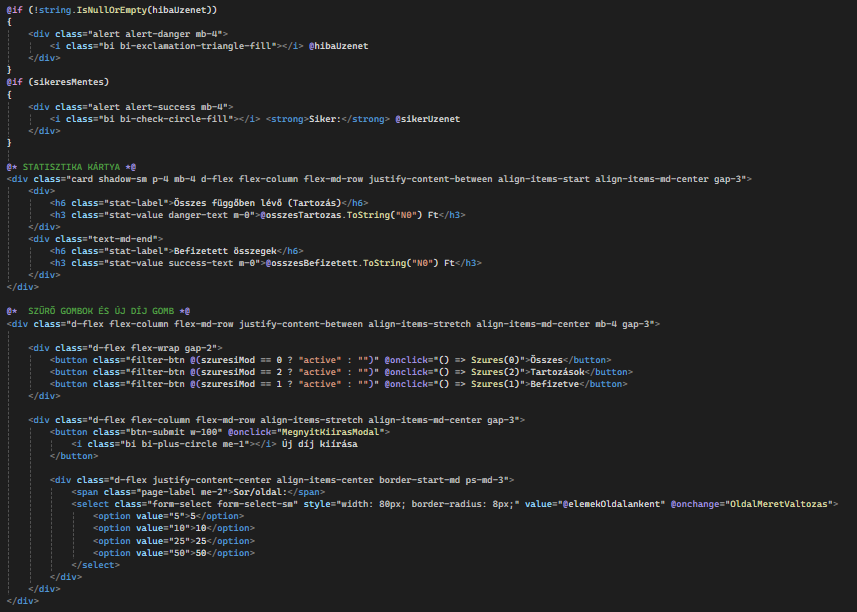 @if (!string.IsNullOrEmpty(hibaUzenet))
{
    <div class="alert alert-danger mb-4">
        <i class="bi bi-exclamation-triangle-fill"></i> @hibaUzenet
    </div>
}
@if (sikeresMentes)
{
    <div class="alert alert-success mb-4">
        <i class="bi bi-check-circle-fill"></i> <strong>Siker:</strong> @sikerUzenet
    </div>
}

@* STATISZTIKA KÁRTYA *@
<div class="card shadow-sm p-4 mb-4 d-flex flex-column flex-md-row justify-content-between align-items-start align-items-md-center gap-3">
    <div>
        <h6 class="stat-label">Összes függőben lévő (Tartozás)</h6>
        <h3 class="stat-value danger-text m-0">@osszesTartozas.ToString("N0") Ft</h3>
    </div>
    <div class="text-md-end">
        <h6 class="stat-label">Befizetett összegek</h6>
        <h3 class="stat-value success-text m-0">@osszesBefizetett.ToString("N0") Ft</h3>
    </div>
</div>

@*  SZŰRŐ GOMBOK ÉS ÚJ DÍJ GOMB *@
<div class="d-flex flex-column flex-md-row justify-content-between align-items-stretch align-items-md-center mb-4 gap-3">

    <div class="d-flex flex-wrap gap-2">
        <button class="filter-btn @(szuresiMod == 0 ? "active" : "")" @onclick="() => Szures(0)">Összes</button>
        <button class="filter-btn @(szuresiMod == 2 ? "active" : "")" @onclick="() => Szures(2)">Tartozások</button>
        <button class="filter-btn @(szuresiMod == 1 ? "active" : "")" @onclick="() => Szures(1)">Befizetve</button>
    </div>

    <div class="d-flex flex-column flex-md-row align-items-stretch align-items-md-center gap-3">
        <button class="btn-submit w-100" @onclick="MegnyitKiirasModal">
            <i class="bi bi-plus-circle me-1"></i> Új díj kiírása
        </button>

        <div class="d-flex justify-content-center align-items-center border-start-md ps-md-3">
            <span class="page-label me-2">Sor/oldal:</span>
            <select class="form-select form-select-sm" style="width: 80px; border-radius: 8px;" value="@elemekOldalankent" @onchange="OldalMeretValtozas">
                <option value="5">5</option>
                <option value="10">10</option>
                <option value="25">25</option>
                <option value="50">50</option>
            </select>
        </div>
    </div>
</div>